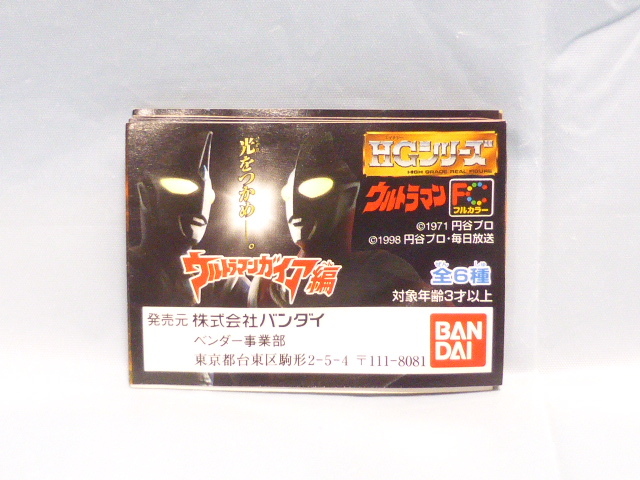 光をつかめ―。
ウルトラマンガイア編
HGシリーズ
HIGH GRADE REAL FIGURE
ウルトラマン
FC
フルカラー
©1971 円谷プロ
©1998 円谷プロ・毎日放送
全6種
対象年齢3才以上
発売元 株式会社バンダイ
ベンダー事業部
東京都台東区駒形2-5-4 〒111-8081
BAN
DAI